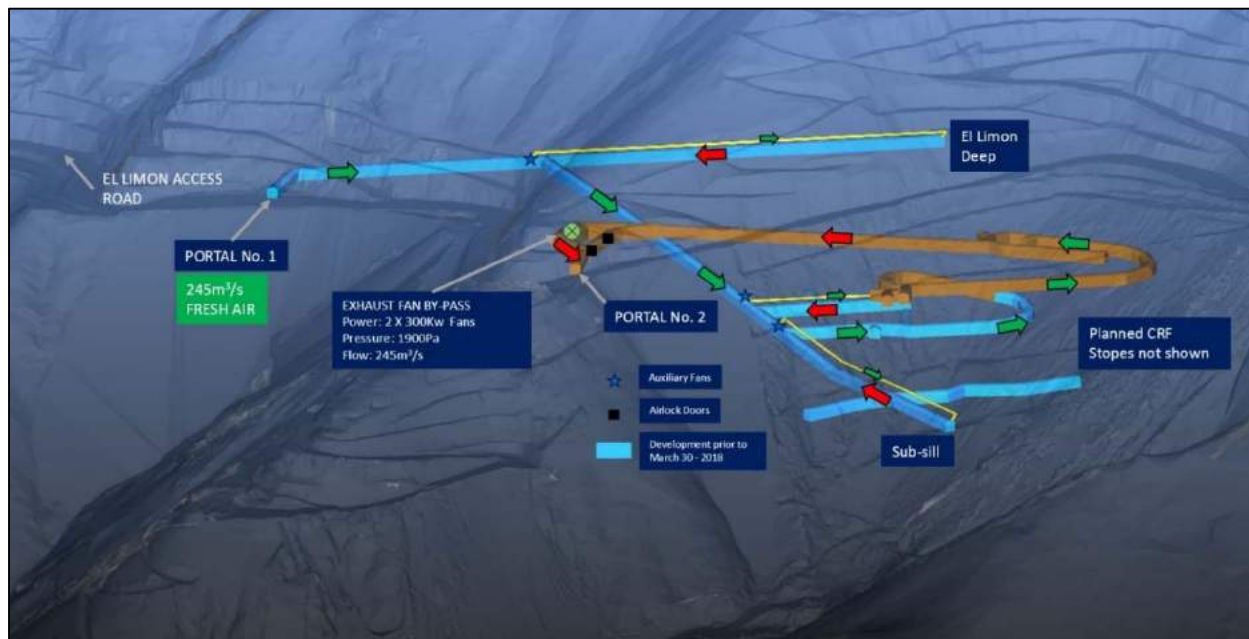 El Limon
Deep
EL LIMON ACCESS
ROAD
PORTAL No. 1
245m³/s
FRESH AIR
EXHAUST FAN BY-PASS
Power: 2 X 300Kw Fans
Pressure: 1900Pa
Flow: 245m³/s
PORTAL No. 2
Planned CRF
Stopes not shown
Auxiliary Fans
Airlock Doors
Development prior to
March 30 - 2018
Sub-sill